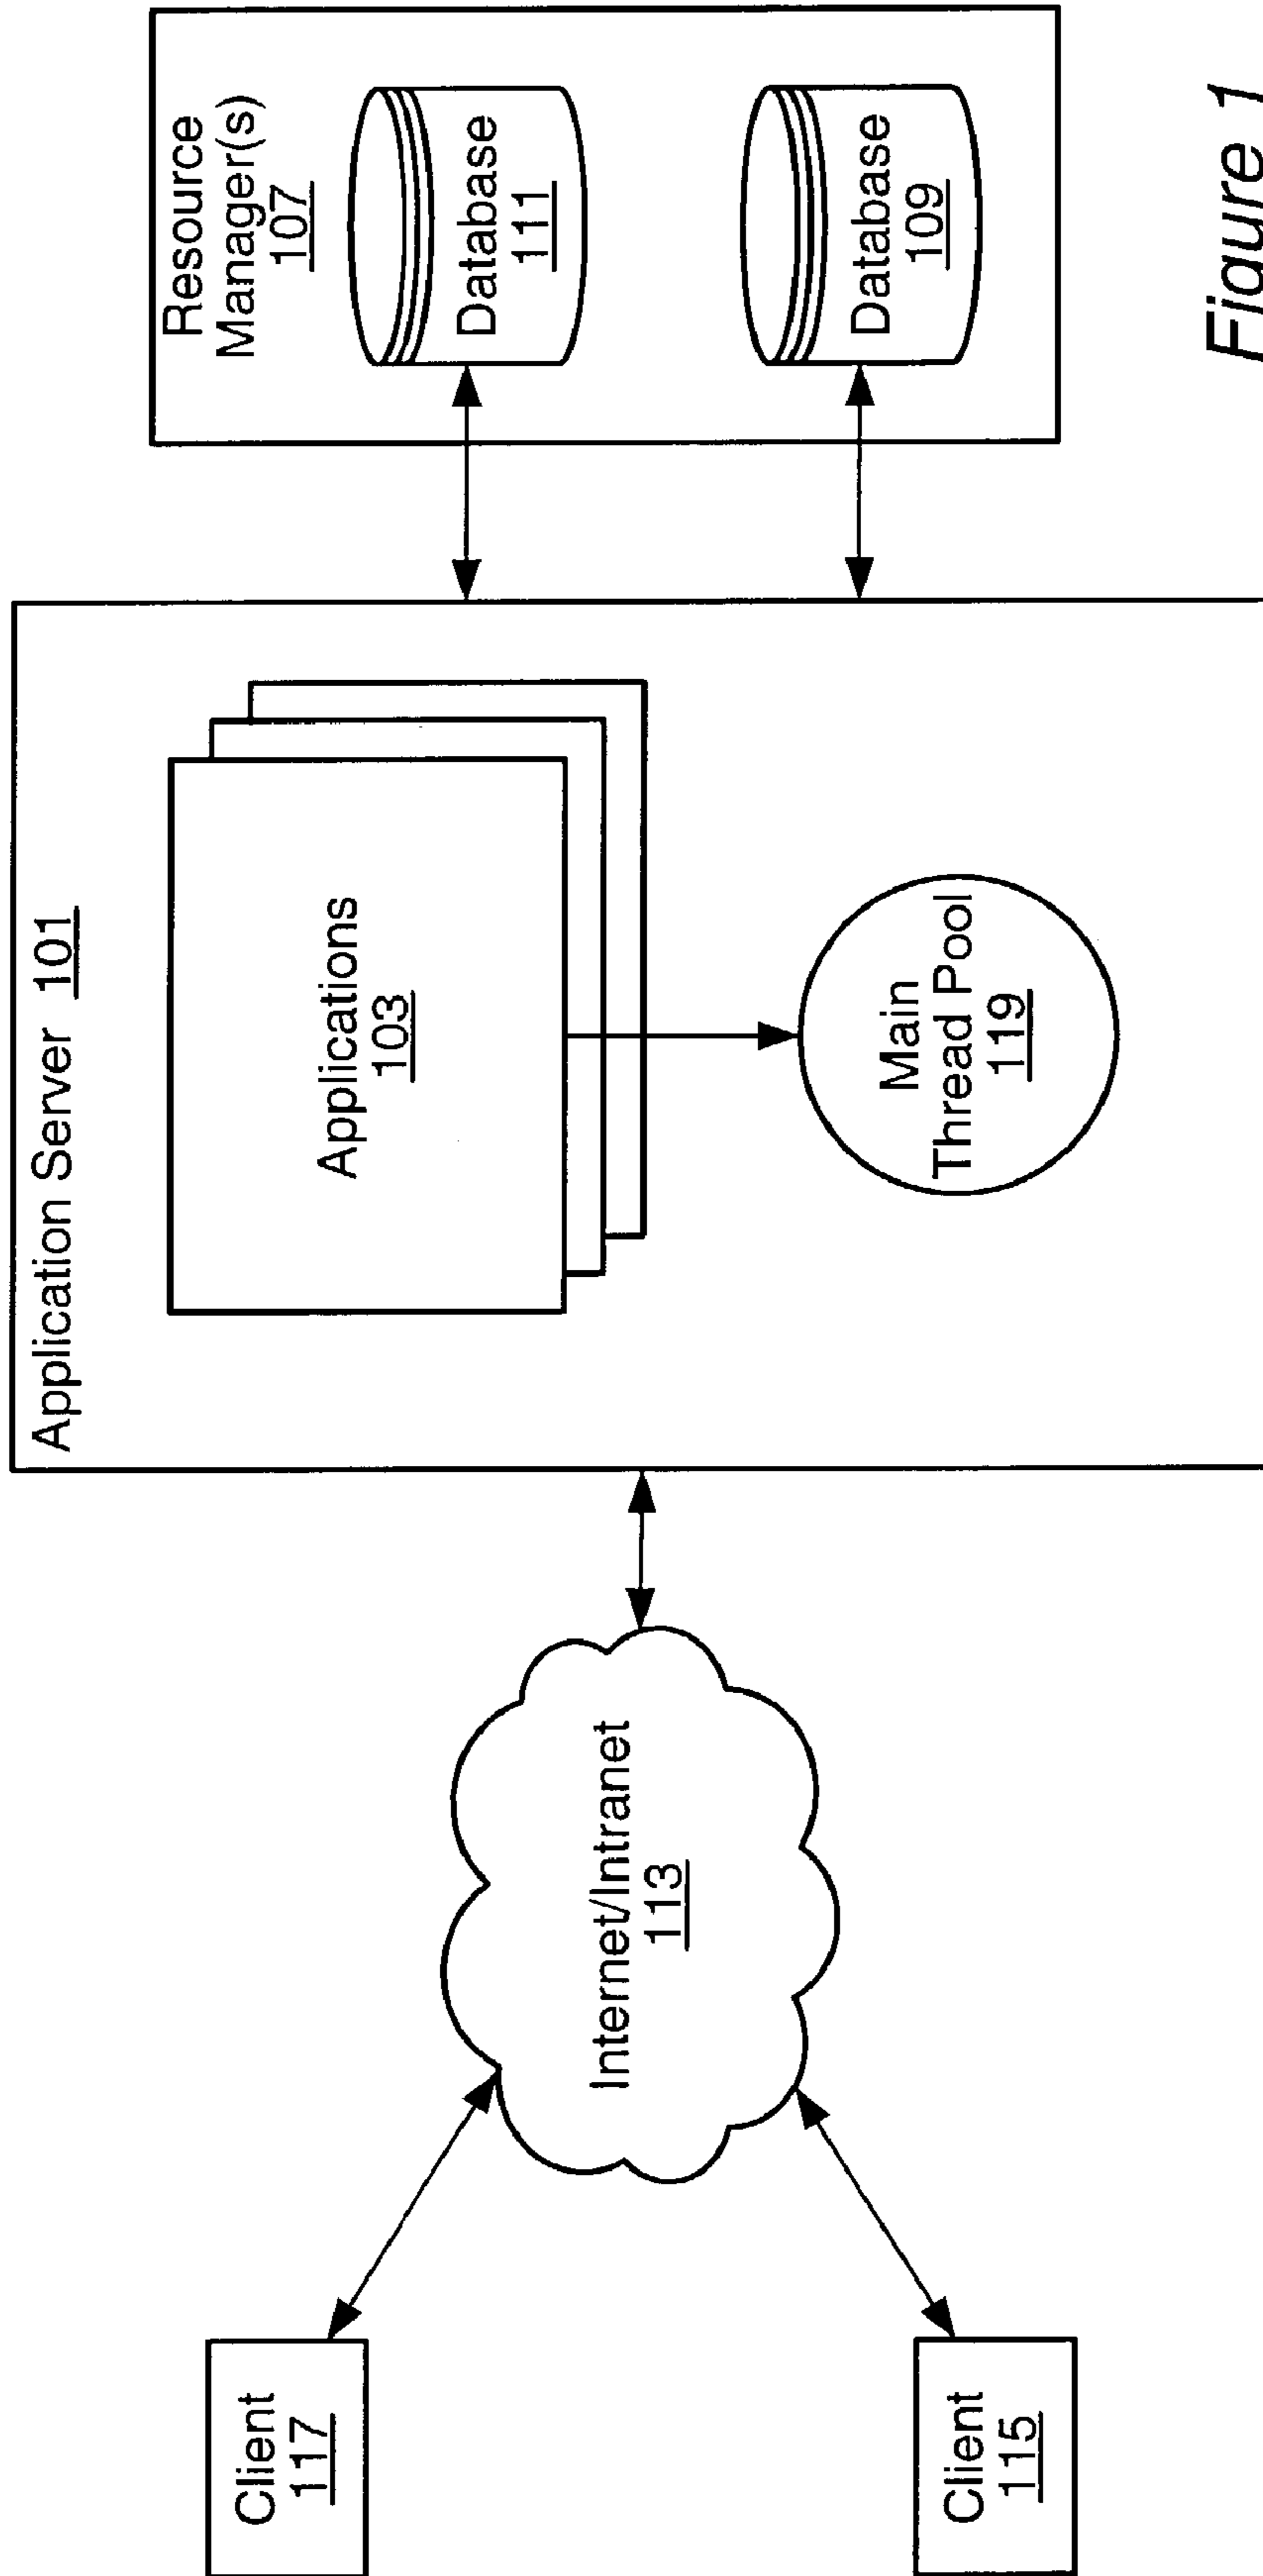 Client
117
Client
115
Internet/Intranet
113
Application Server 101
Applications
103
Main
Thread Pool
119
Resource
Manager(s)
107
Database
111
Database
109
Figure 1